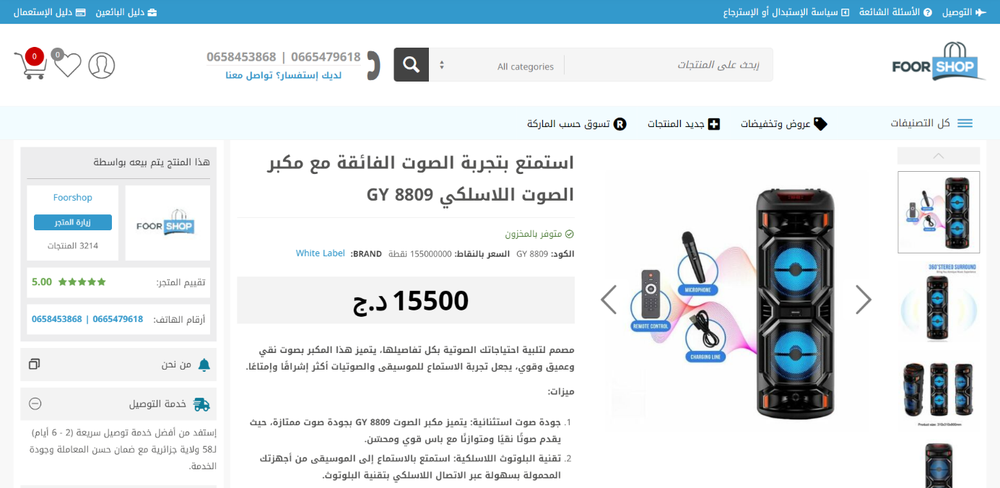 التوصيل
الأسئلة الشائعة
سياسة الإستبدال أو الإسترجاع
دليل البائعين
دليل الإستعمال
FOOR SHOP
إبحث على المنتجات
All categories
0658453868 | 0665479618
لديك إستفسار؟ تواصل معنا
0
0
كل التصنيفات
عروض وتخفيضات
جديد المنتجات
R تسوق حسب الماركة
استمتع بتجربة الصوت الفائقة مع مكبر
الصوت اللاسلكي GY 8809
متوفر بالمخزون
الكود: GY 8809 السعر بالنقاط: 155000000 نقطة BRAND: White Label
15500 د.ج
مصمم لتلبية احتياجاتك الصوتية بكل تفاصيلها، يتميز هذا المكبر بصوت نقي
وعميق وقوي، يجعل تجربة الاستماع للموسيقى والصوتيات أكثر إشراقًا وإمتاعًا.
ميزات:
1. جودة صوت استثنائية: يتميز مكبر الصوت GY 8809 بجودة صوت ممتازة، حيث
يقدم صوتًا نقيًا ومتوازنًا مع باس قوي ومحسّن.
2. تقنية البلوتوث اللاسلكية: استمتع بالاستماع إلى الموسيقى من أجهزتك
المحمولة بسهولة عبر الاتصال اللاسلكي بتقنية البلوتوث.
MICROPHONE
REMOTE CONTROL
CHARGING LINE
360°STEREO SURROUND
Product size: 310x310x800mm
هذا المنتج يتم بيعه بواسطة
FOOR SHOP
Foorshop
زيارة المتجر
3214 المنتجات
تقييم المتجر: 5.00
أرقام الهاتف: 0658453868 | 0665479618
من نحن
خدمة التوصيل
إستفد من أفضل خدمة توصيل سريعة (2 - 6 أيام)
لـ58 ولاية جزائرية مع ضمان حسن المعاملة وجودة
الخدمة.